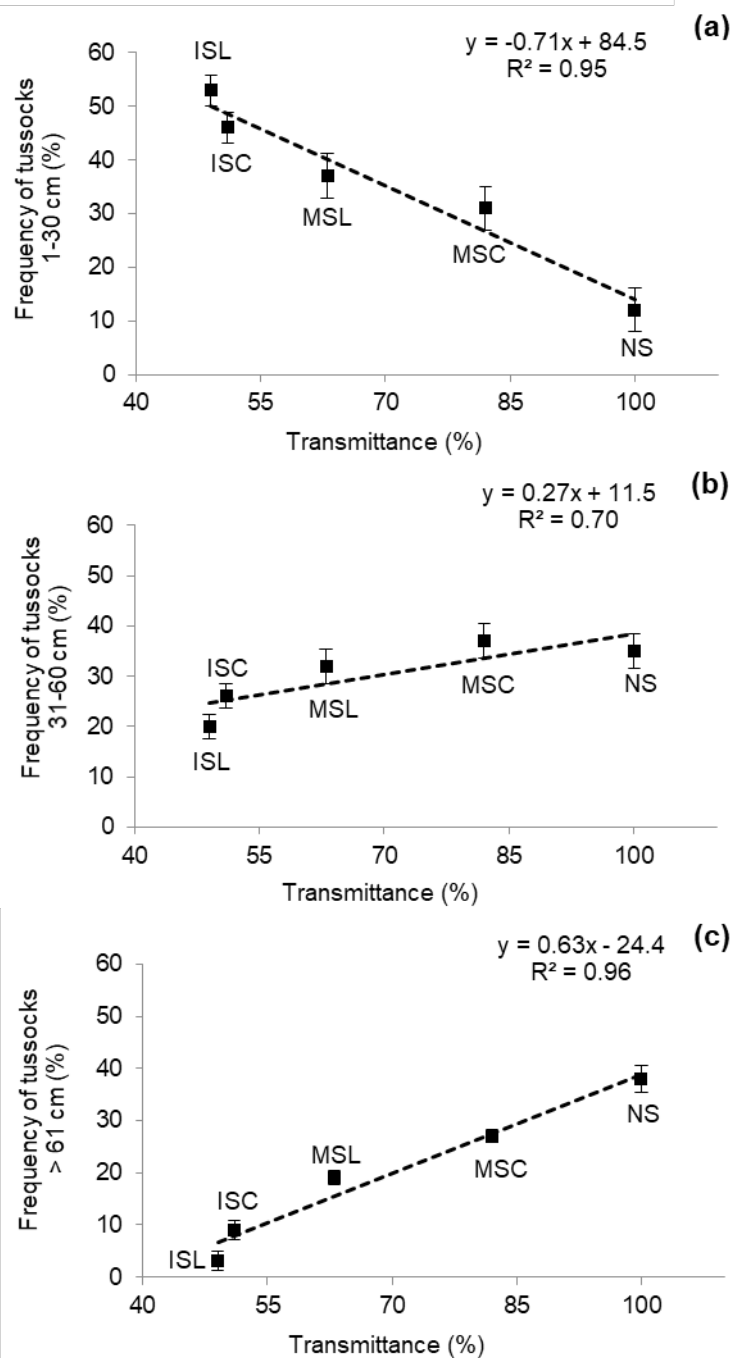 (a)
y = -0.71x + 84.5
R² = 0.95
Frequency of tussocks
1-30 cm (%)
60
50
40
30
20
10
0
ISL
ISC
MSL
MSC
NS
40 55 70 85 100
Transmittance (%)
(b)
y = 0.27x + 11.5
R² = 0.70
Frequency of tussocks
31-60 cm (%)
60
50
40
30
20
10
0
ISC
ISL
MSL
MSC
NS
40 55 70 85 100
Transmittance (%)
(c)
y = 0.63x - 24.4
R² = 0.96
Frequency of tussocks
> 61 cm (%)
60
50
40
30
20
10
0
ISL
ISC
MSL
MSC
NS
40 55 70 85 100
Transmittance (%)